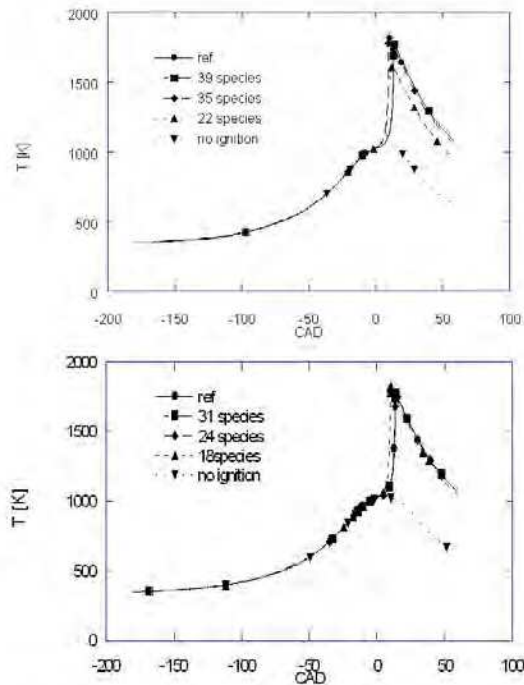 2000
ref
39 species
35 species
22 species
no ignition
1500
T [K]
1000
500
0
-200 -150 -100 -50 0 50 100
CAD
2000
ref
31 species
24 species
18species
no ignition
1500
T [K]
1000
500
0
-200 -150 -100 -50 0 50 100
CAD